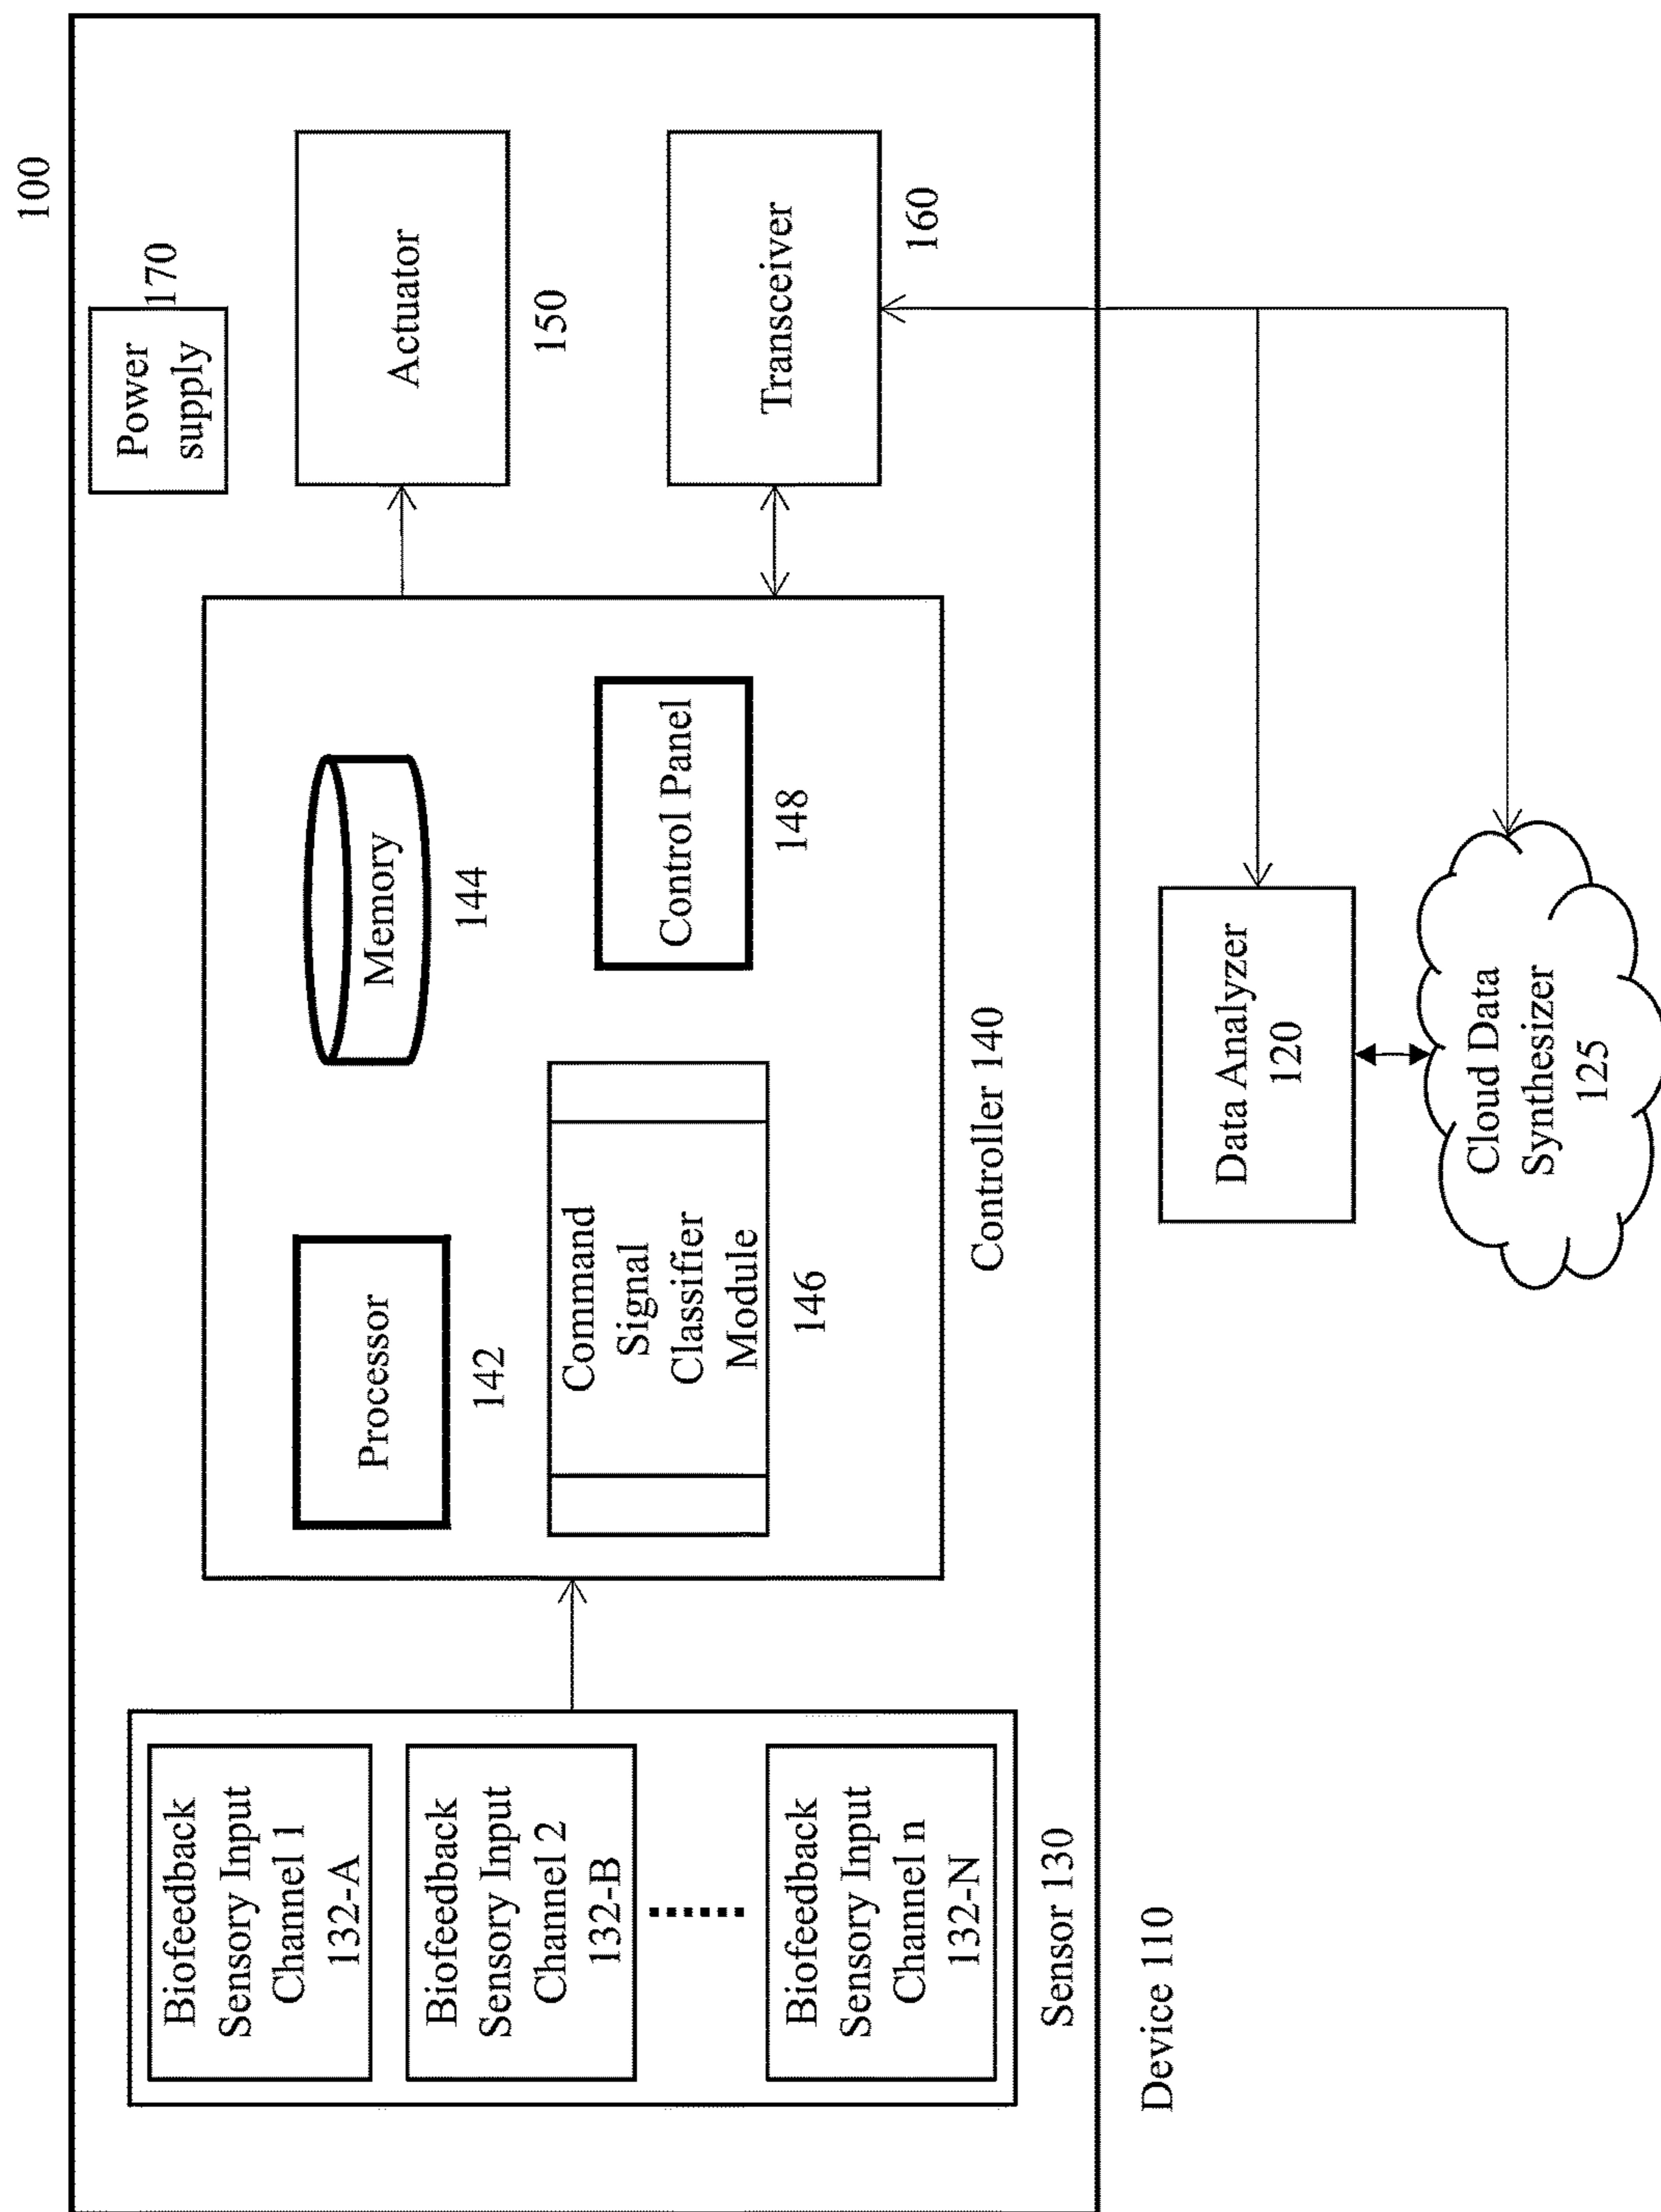 100
Biofeedback
Sensory Input
Channel 1
132-A
Biofeedback
Sensory Input
Channel 2
132-B
Biofeedback
Sensory Input
Channel n
132-N
Sensor 130
Processor
142
Memory
144
Command
Signal
Classifier
Module
146
Control Panel
148
Controller 140
Power
supply
170
Actuator
150
Transceiver
160
Device 110
Data Analyzer
120
Cloud Data
Synthesizer
125